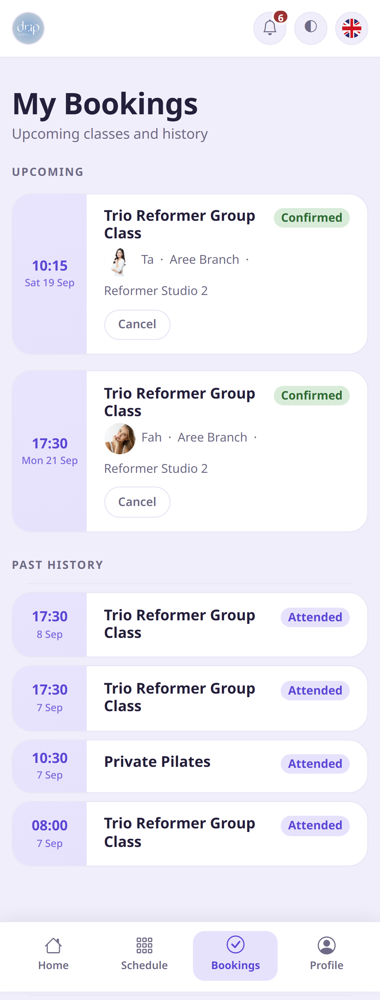 drip
6
My Bookings
Upcoming classes and history
UPCOMING
10:15
Sat 19 Sep
Trio Reformer Group
Class
Confirmed
Ta · Aree Branch ·
Reformer Studio 2
Cancel
17:30
Mon 21 Sep
Trio Reformer Group
Class
Confirmed
Fah · Aree Branch ·
Reformer Studio 2
Cancel
PAST HISTORY
17:30
8 Sep
Trio Reformer Group
Class
Attended
17:30
7 Sep
Trio Reformer Group
Class
Attended
10:30
7 Sep
Private Pilates
Attended
08:00
7 Sep
Trio Reformer Group
Class
Attended
Home
Schedule
Bookings
Profile